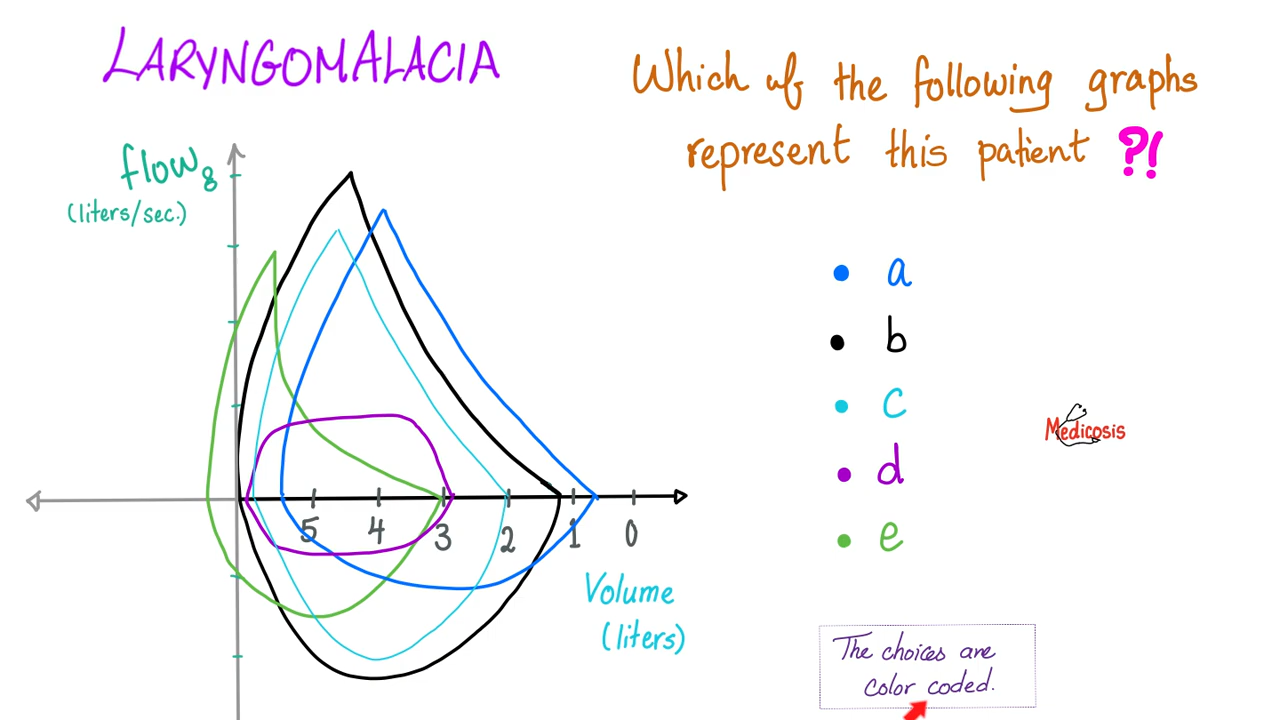 LARYNGOMALACIA
Which of the following graphs
represent this patient ?!
flow 8
(liters/sec.)
5 4 3 2 1 0
Volume
(liters)
• a
• b
• c
• d
• e
Medicosis
The choices are
color coded.